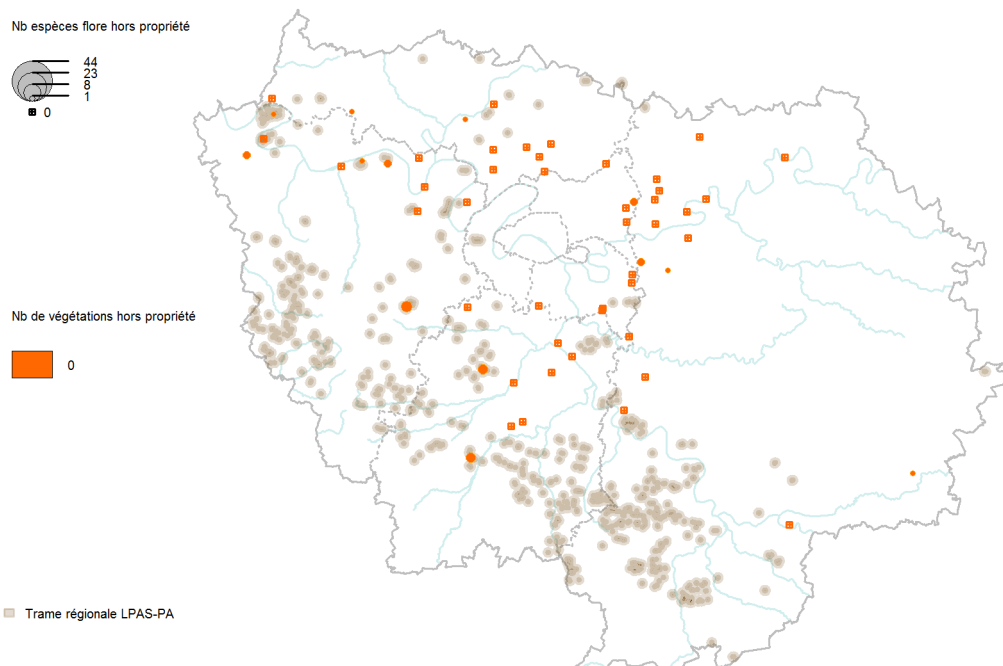 Nb espèces flore hors propriété
44
23
8
1
0
Nb de végétations hors propriété
0
Trame régionale LPAS-PA